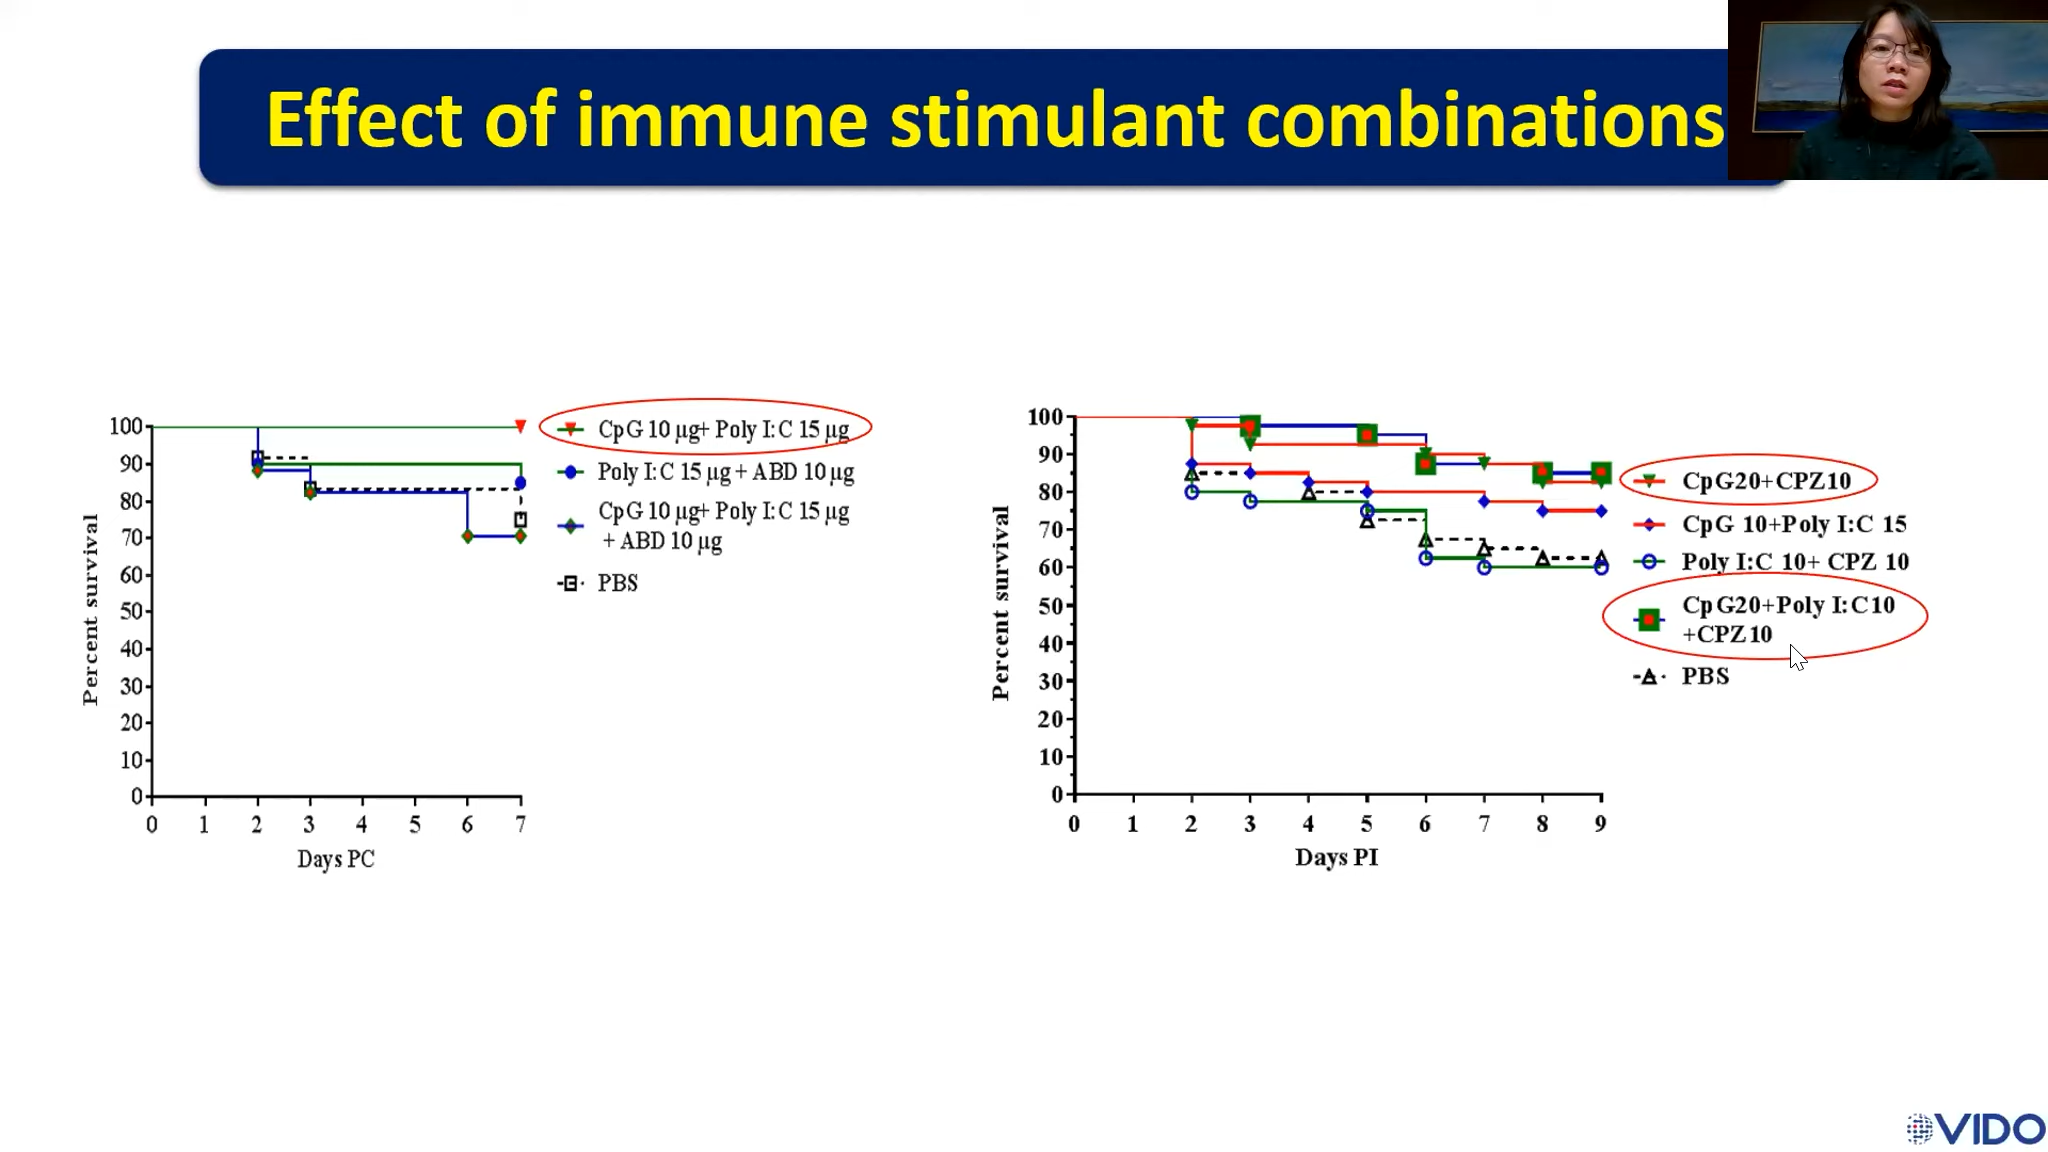 Effect of immune stimulant combinations
Percent survival
100
90
80
70
60
50
40
30
20
10
0
0 1 2 3 4 5 6 7
Days PC
CpG 10 µg+ Poly I:C 15 µg
Poly I:C 15 µg + ABD 10 µg
CpG 10 µg+ Poly I:C 15 µg
+ ABD 10 µg
PBS
Percent survival
100
90
80
70
60
50
40
30
20
10
0
0 1 2 3 4 5 6 7 8 9
Days PI
CpG20+CPZ10
CpG 10+Poly I:C 15
Poly I:C 10+ CPZ 10
CpG20+Poly I:C10
+CPZ10
PBS
VIDO